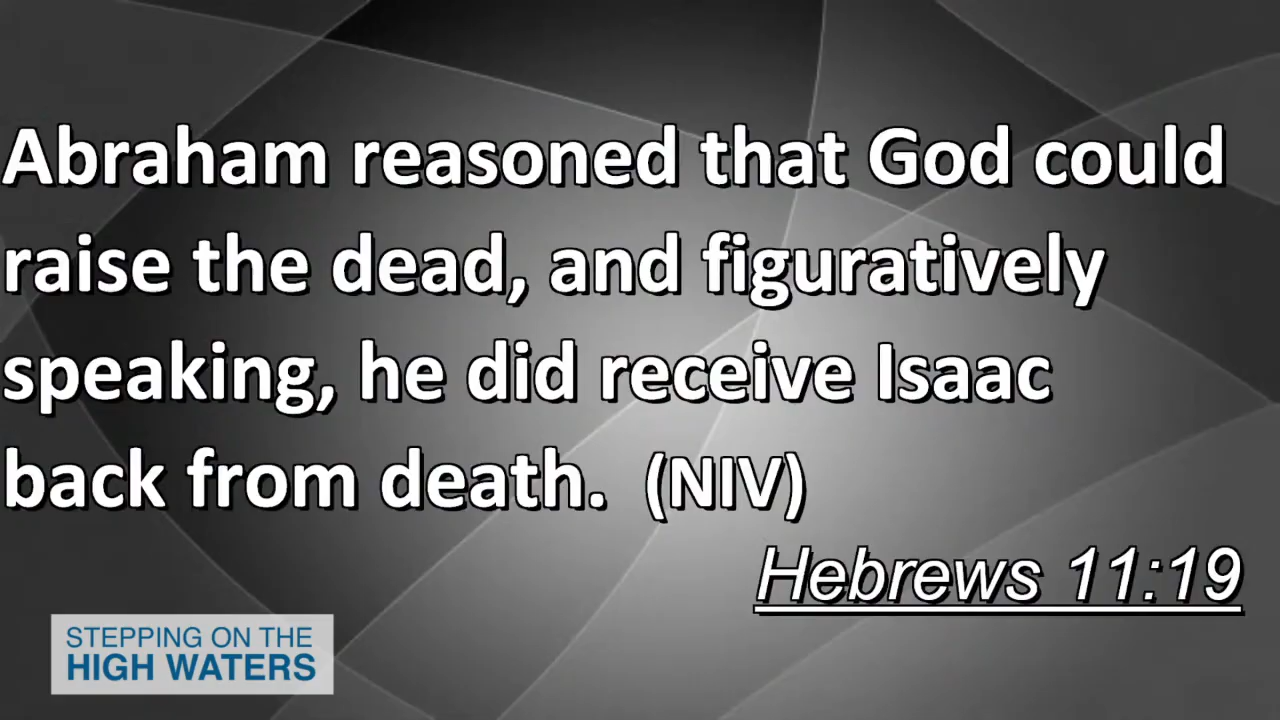 Abraham reasoned that God could
raise the dead, and figuratively
speaking, he did receive Isaac
back from death. (NIV)
Hebrews 11:19
STEPPING ON THE
HIGH WATERS